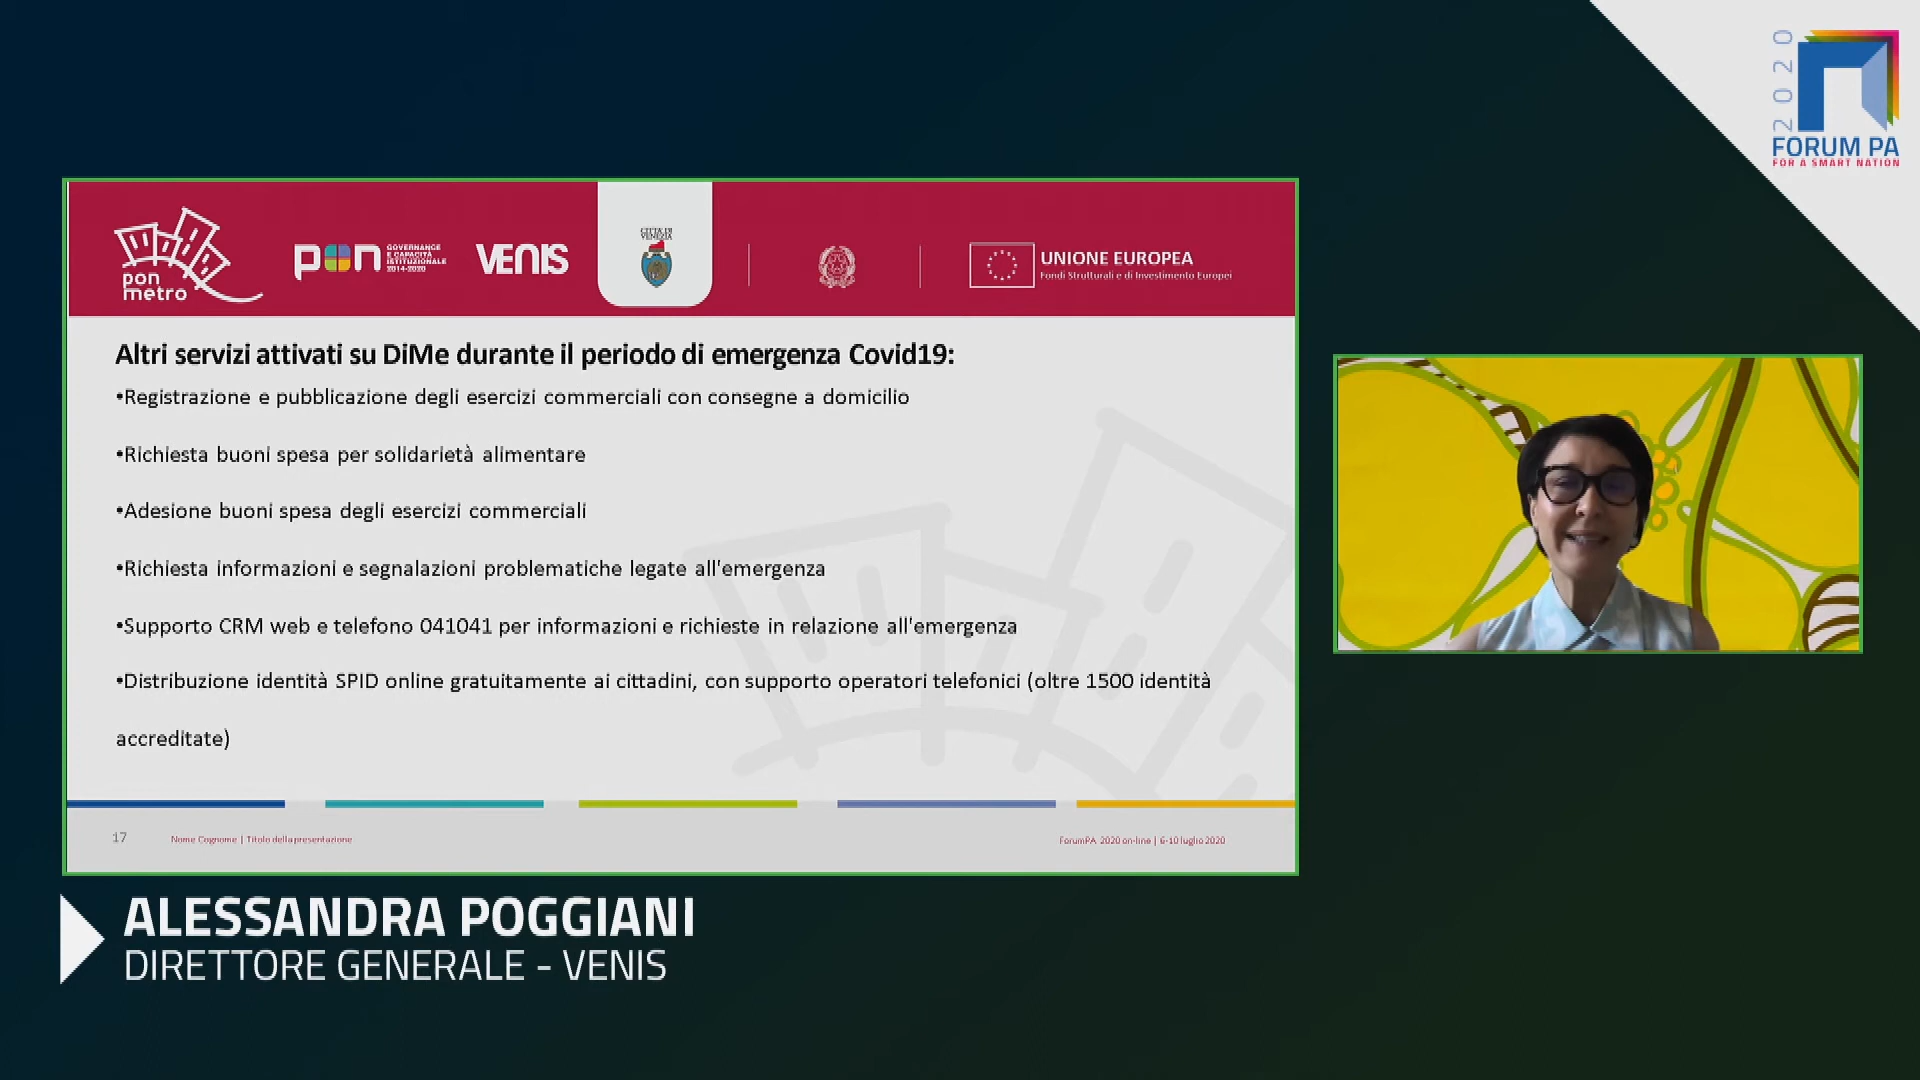 2020
FORUM PA
FOR A SMART NATION
pon
metro
pon
GOVERNANCE
E CAPACITÀ
ISTITUZIONALE
2014-2020
VENIS
CITTÀ DI
VENEZIA
UNIONE EUROPEA
Fondi Strutturali e di Investimento Europei
Altri servizi attivati su DiMe durante il periodo di emergenza Covid19:
•Registrazione e pubblicazione degli esercizi commerciali con consegne a domicilio
•Richiesta buoni spesa per solidarietà alimentare
•Adesione buoni spesa degli esercizi commerciali
•Richiesta informazioni e segnalazioni problematiche legate all'emergenza
•Supporto CRM web e telefono 041041 per informazioni e richieste in relazione all'emergenza
•Distribuzione identità SPID online gratuitamente ai cittadini, con supporto operatori telefonici (oltre 1500 identità
accreditate)
17
Nome Cognome | Titolo della presentazione
ForumPA 2020 on-line | 6-10 luglio 2020
ALESSANDRA POGGIANI
DIRETTORE GENERALE - VENIS